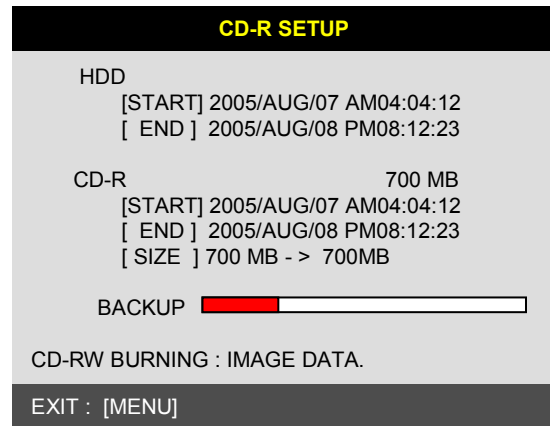 CD-R SETUP
HDD
[START] 2005/AUG/07 AM04:04:12
[ END ] 2005/AUG/08 PM08:12:23
CD-R 700 MB
[START] 2005/AUG/07 AM04:04:12
[ END ] 2005/AUG/08 PM08:12:23
[ SIZE ] 700 MB - > 700MB
BACKUP
CD-RW BURNING : IMAGE DATA.
EXIT : [MENU]